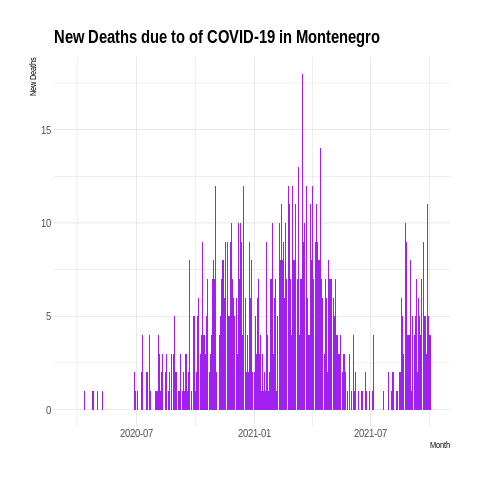 New Deaths due to of COVID-19 in Montenegro
New Deaths
15
10
5
0
2020-07
2021-01
2021-07
Month